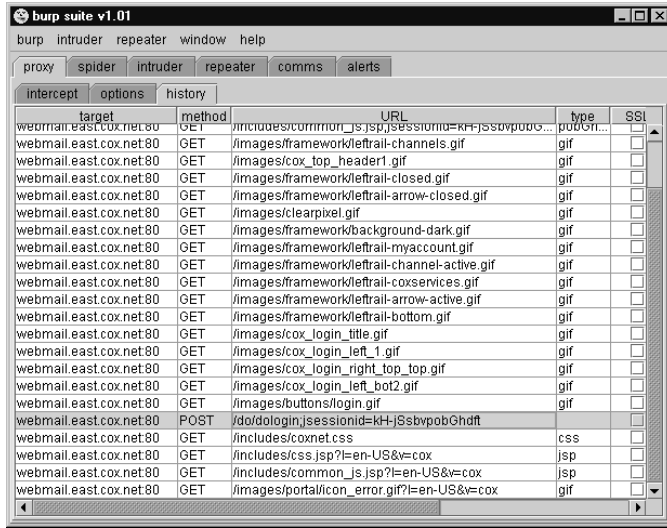 burp suite v1.01
burp intruder repeater window help
proxy spider intruder repeater comms alerts
intercept options history
target method URL type SSL
webmail.east.cox.net:80 GET /includes/common_js.jsp;jsessionid=kH-jSsbvpobG... pobGh...
webmail.east.cox.net:80 GET /images/framework/leftrail-channels.gif gif
webmail.east.cox.net:80 GET /images/cox_top_header1.gif gif
webmail.east.cox.net:80 GET /images/framework/leftrail-closed.gif gif
webmail.east.cox.net:80 GET /images/framework/leftrail-arrow-closed.gif gif
webmail.east.cox.net:80 GET /images/clearpixel.gif gif
webmail.east.cox.net:80 GET /images/framework/background-dark.gif gif
webmail.east.cox.net:80 GET /images/framework/leftrail-myaccount.gif gif
webmail.east.cox.net:80 GET /images/framework/leftrail-channel-active.gif gif
webmail.east.cox.net:80 GET /images/framework/leftrail-coxservices.gif gif
webmail.east.cox.net:80 GET /images/framework/leftrail-arrow-active.gif gif
webmail.east.cox.net:80 GET /images/framework/leftrail-bottom.gif gif
webmail.east.cox.net:80 GET /images/cox_login_title.gif gif
webmail.east.cox.net:80 GET /images/cox_login_left_1.gif gif
webmail.east.cox.net:80 GET /images/cox_login_right_top_top.gif gif
webmail.east.cox.net:80 GET /images/cox_login_left_bot2.gif gif
webmail.east.cox.net:80 GET /images/buttons/login.gif gif
webmail.east.cox.net:80 POST /do/dologin;jsessionid=kH-jSsbvpobGhdft
webmail.east.cox.net:80 GET /includes/coxnet.css css
webmail.east.cox.net:80 GET /includes/css.jsp?l=en-US&v=cox jsp
webmail.east.cox.net:80 GET /includes/common_js.jsp?l=en-US&v=cox jsp
webmail.east.cox.net:80 GET /images/portal/icon_error.gif?l=en-US&v=cox gif